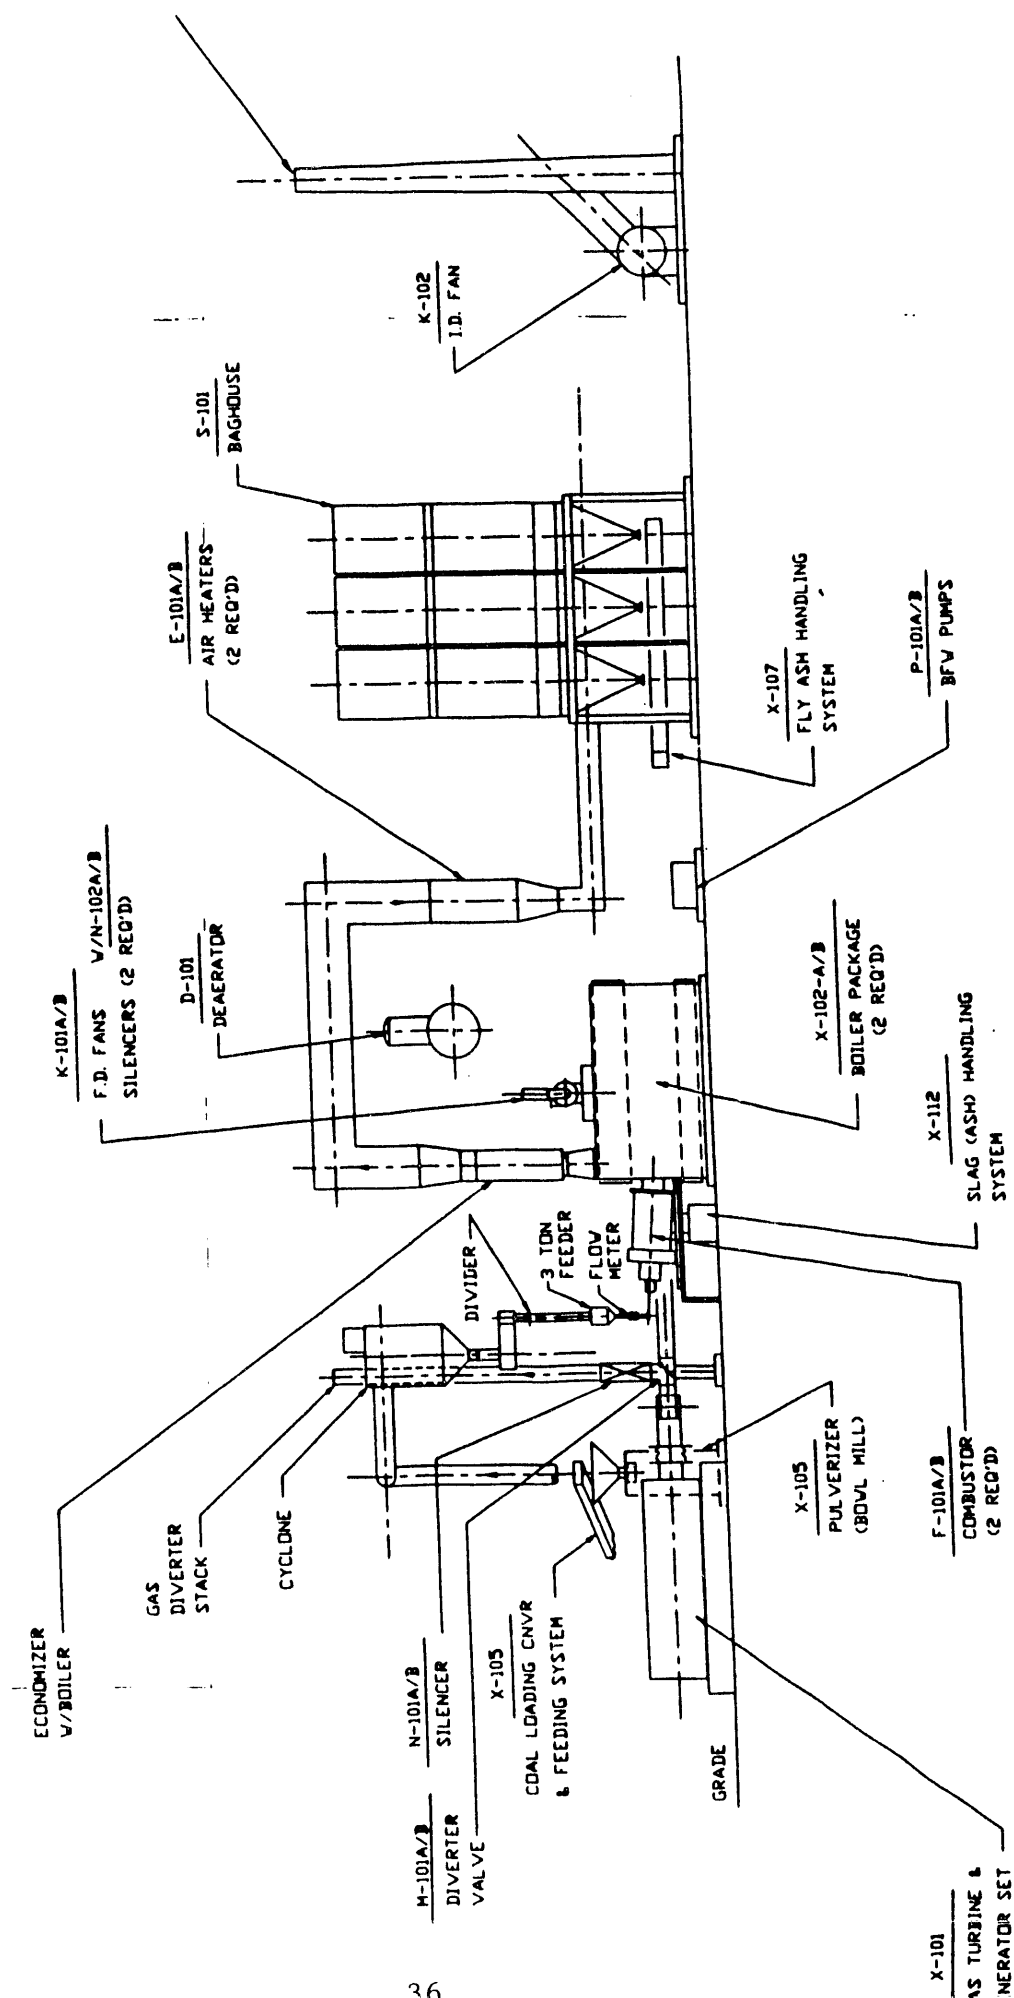 ECONOMIZER
W/BOILER
GAS
DIVERTER
STACK
CYCLONE
M-101A/B
DIVERTER
VALVE
N-101A/B
SILENCER
X-105
COAL LOADING CNVR
& FEEDING SYSTEM
DIVIDER
3 TON
FEEDER
FLOW
METER
K-101A/B
F.D. FANS W/N-102A/B
SILENCERS (2 REQ'D)
D-101
DEAERATOR
E-101A/B
AIR HEATERS
(2 REQ'D)
S-101
BAGHOUSE
K-102
I.D. FAN
GRADE
X-101
AS TURBINE &
ENERATOR SET
X-105
PULVERIZER
(BOWL MILL)
F-101A/B
COMBUSTOR
(2 REQ'D)
X-112
SLAG (ASH) HANDLING
SYSTEM
X-102-A/B
BOILER PACKAGE
(2 REQ'D)
P-101A/B
BFW PUMPS
X-107
FLY ASH HANDLING
SYSTEM
36